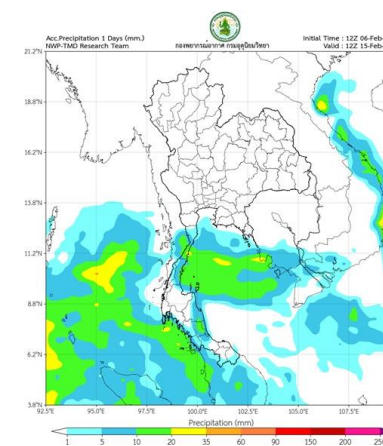 Acc.Precipitation 1 Days (mm.)
NWP-TMD Research Team
กองพยากรณ์อากาศ กรมอุตุนิยมวิทยา
Initial Time : 12Z 06-Feb-
Valid : 12Z 15-Feb-
21.2°N
18.8°N
16.2°N
13.8°N
11.2°N
8.8°N
6.2°N
3.8°N
92.5°E 95.0°E 97.5°E 100.0°E 102.5°E 105.0°E 107.5°E
Precipitation (mm)
1 5 10 20 35 60 90 150 200 250